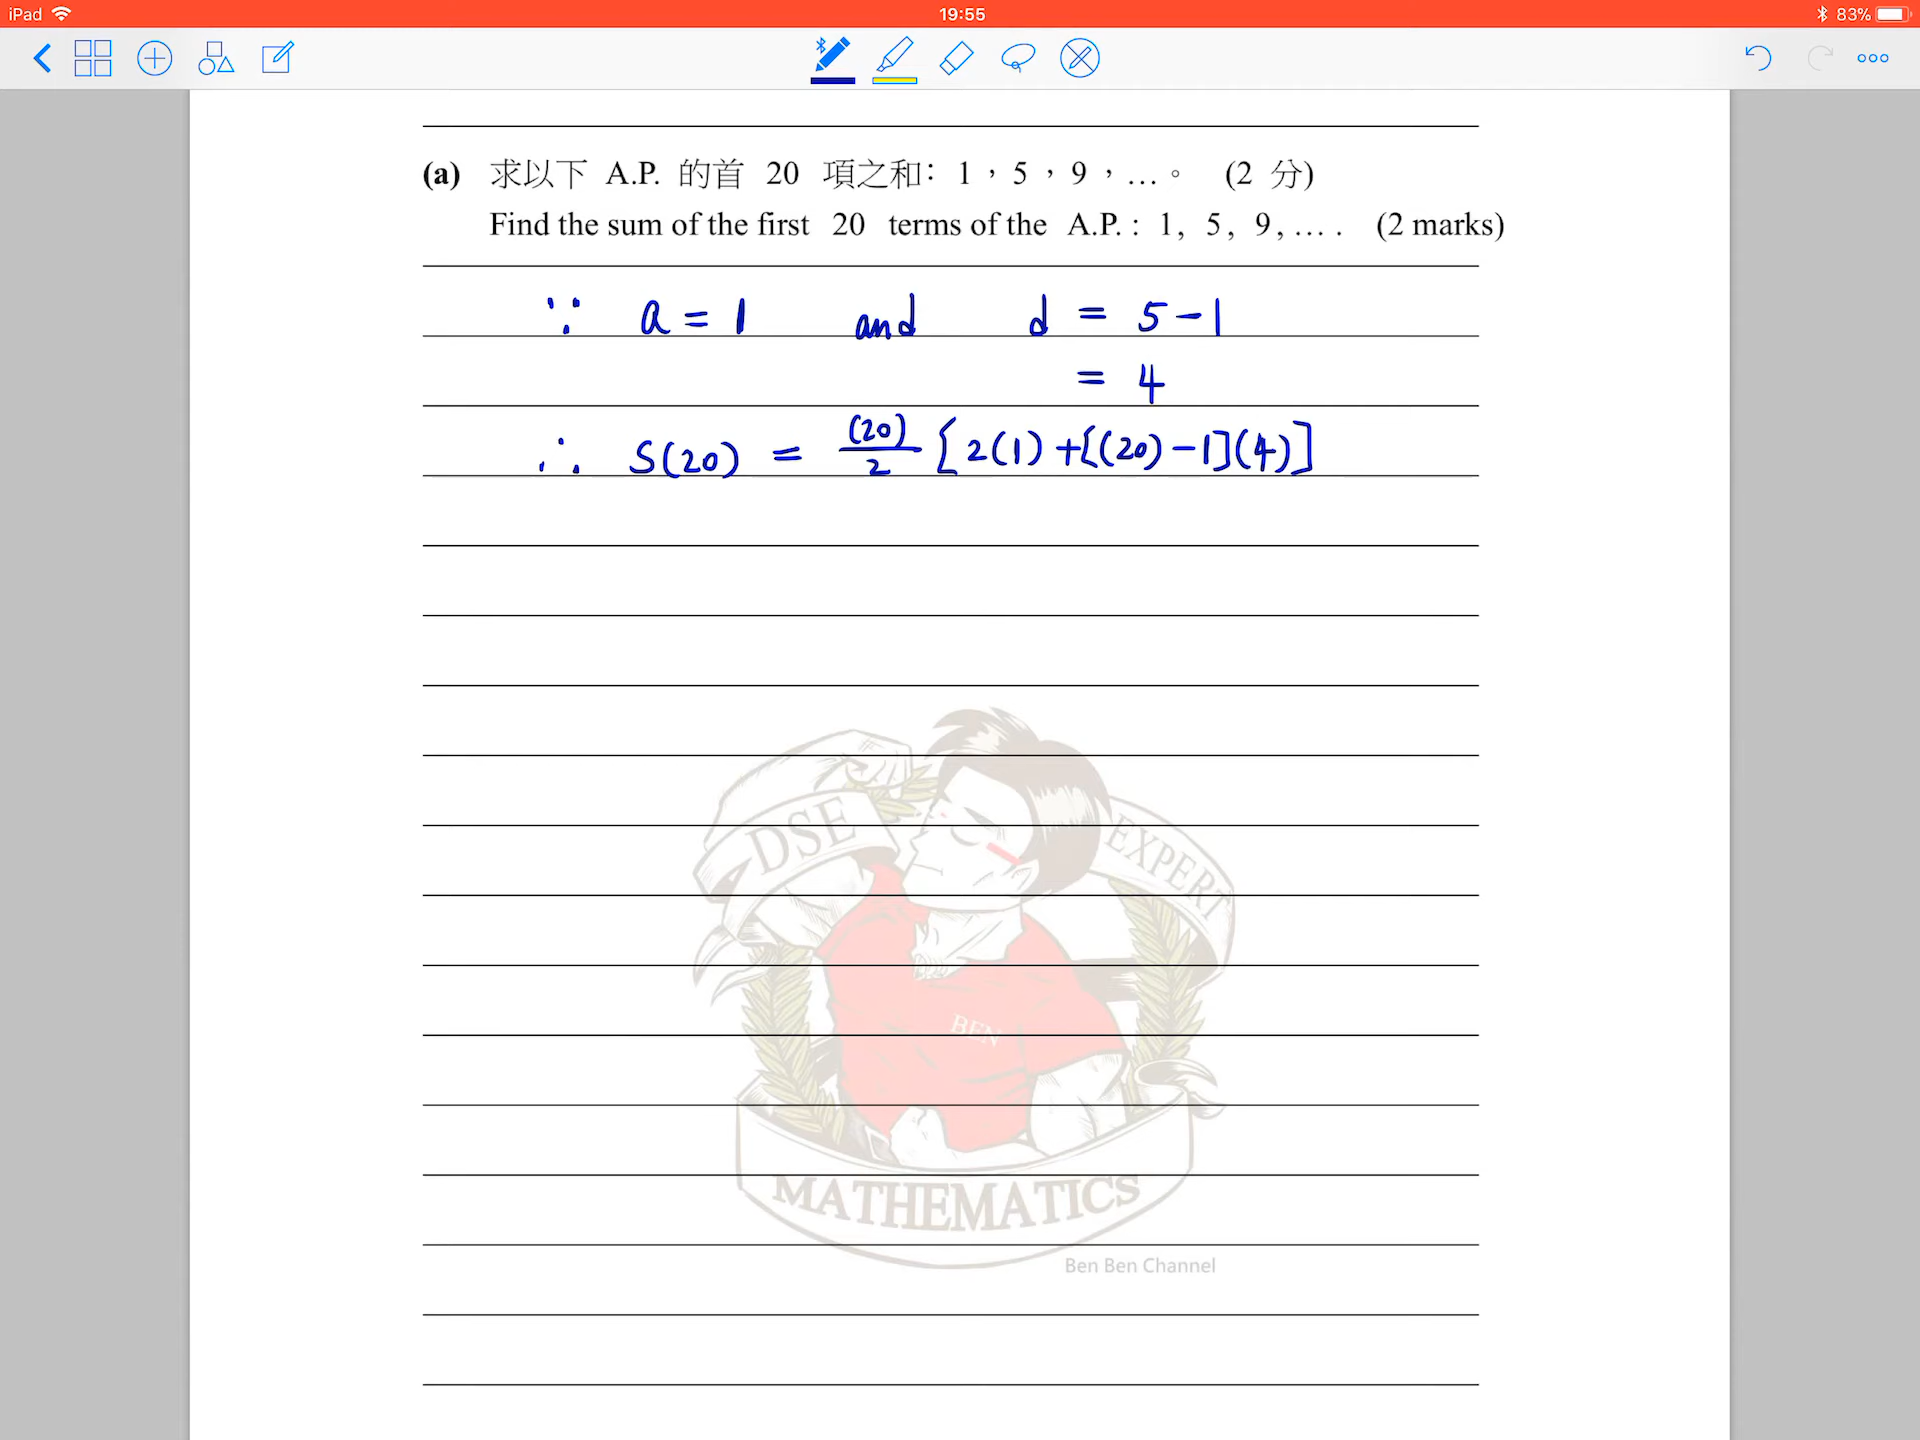 iPad 19:55 83%
(a) 求以下 A.P. 的首 20 項之和: 1,5,9,…。 (2 分)
Find the sum of the first 20 terms of the A.P. : 1, 5, 9, … . (2 marks)
∵ a = 1 and d = 5 - 1
= 4
∴ S(20) = (20)/2 [2(1) + [(20) - 1](4)]
DSE EXPERT
BEN
MATHEMATICS
Ben Ben Channel